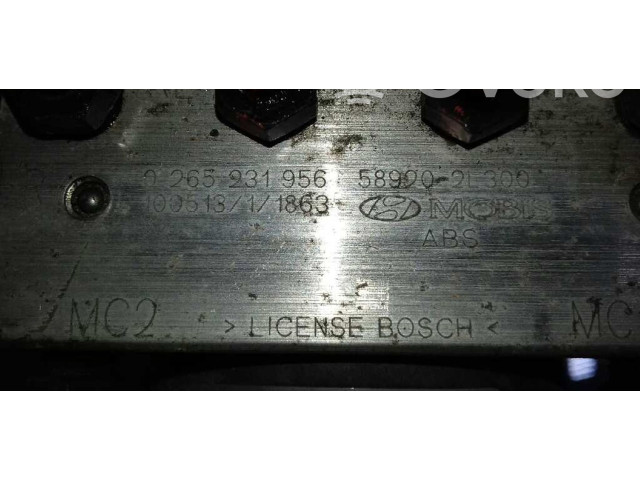 0 265 231 956 58920-2L300
100513/1/1863 MOBIS
ABS
MC2 MC
> LICENSE BOSCH <